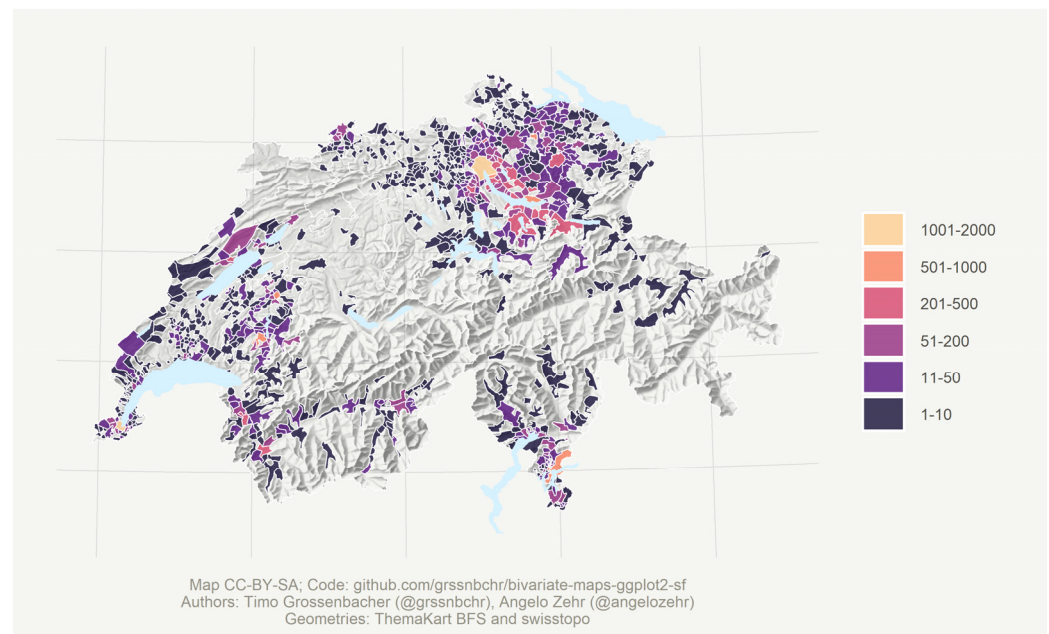 1001-2000
501-1000
201-500
51-200
11-50
1-10
Map CC-BY-SA; Code: github.com/grssnbchr/bivariate-maps-ggplot2-sf
Authors: Timo Grossenbacher (@grssnbchr), Angelo Zehr (@angelozehr)
Geometries: ThemaKart BFS and swisstopo